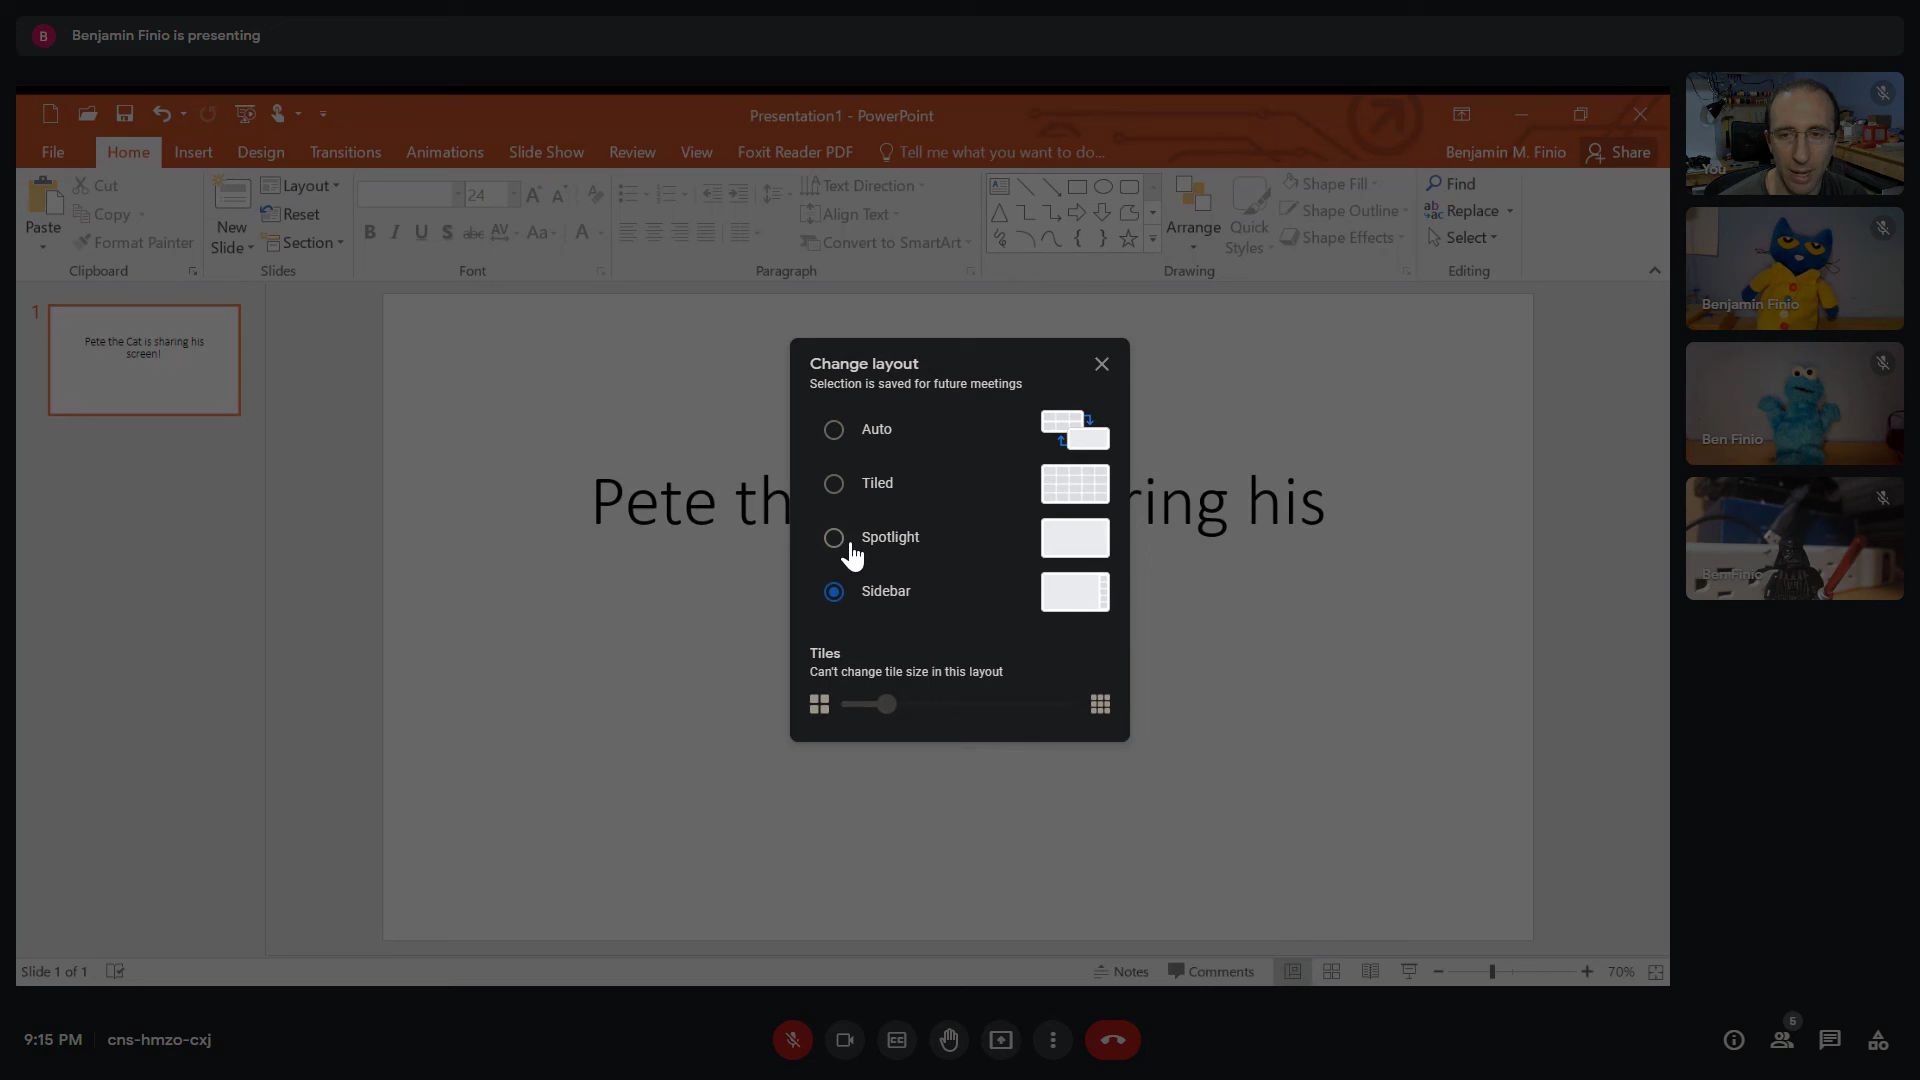 B
Benjamin Finio is presenting
Presentation1 - PowerPoint
File
Home
Insert
Design
Transitions
Animations
Slide Show
Review
View
Foxit Reader PDF
Tell me what you want to do...
Benjamin M. Finio
Share
Paste
Cut
Copy
Format Painter
Clipboard
New
Slide
Layout
Reset
Section
Slides
24
B I U S abc AV Aa A
Font
Text Direction
Align Text
Convert to SmartArt
Paragraph
Arrange
Quick
Styles
Shape Fill
Shape Outline
Shape Effects
Drawing
Find
Replace
Select
Editing
1
Pete the Cat is sharing his
screen!
Pete th
ring his
Change layout
Selection is saved for future meetings
Auto
Tiled
Spotlight
Sidebar
Tiles
Can't change tile size in this layout
You
Benjamin Finio
Ben Finio
Ben Finio
Slide 1 of 1
Notes
Comments
70%
9:15 PM
cns-hmzo-cxj
CC
5